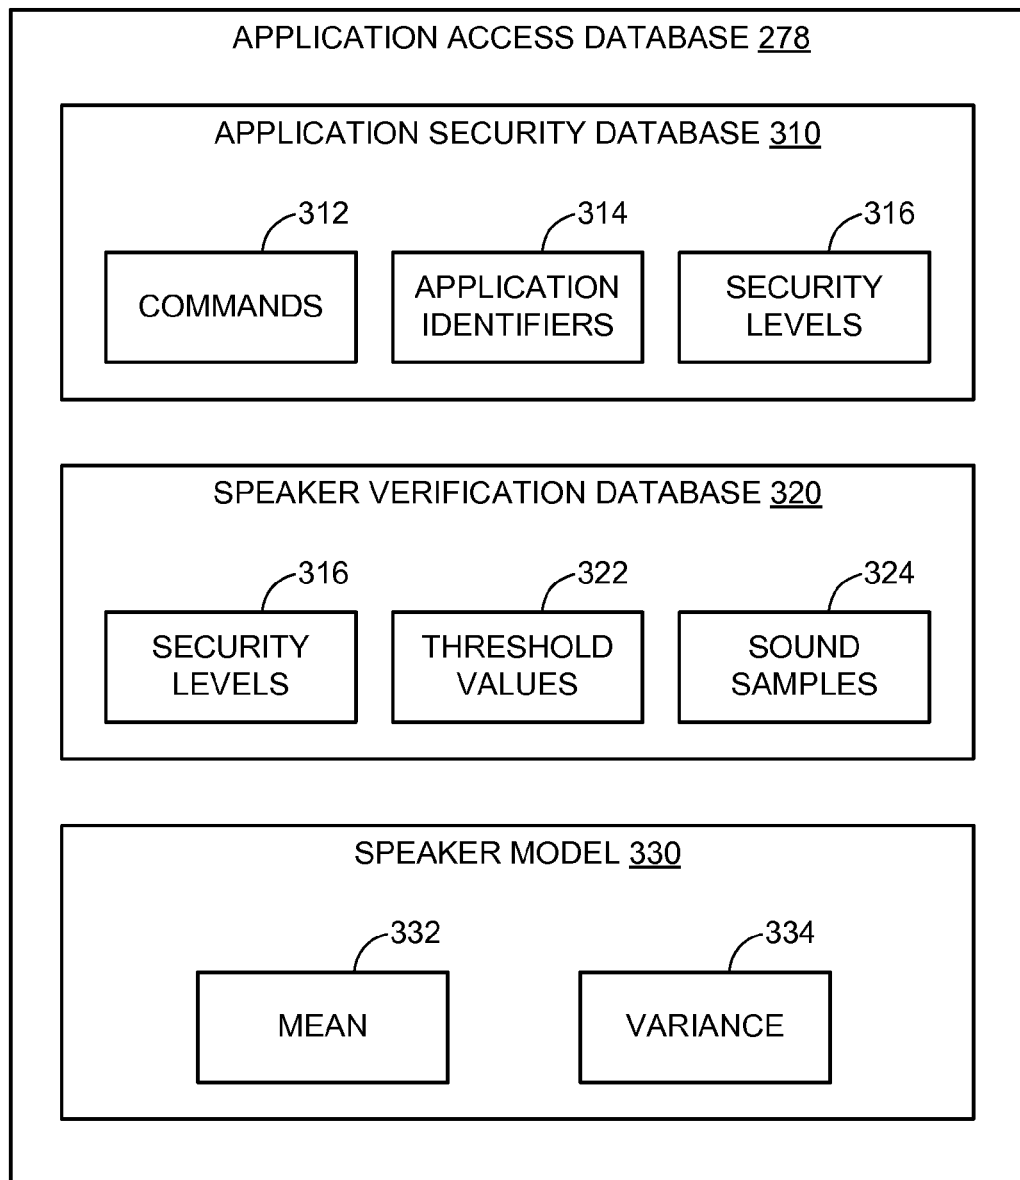 APPLICATION ACCESS DATABASE 278
APPLICATION SECURITY DATABASE 310
312
314
316
COMMANDS
APPLICATION
IDENTIFIERS
SECURITY
LEVELS
SPEAKER VERIFICATION DATABASE 320
316
322
324
SECURITY
LEVELS
THRESHOLD
VALUES
SOUND
SAMPLES
SPEAKER MODEL 330
332
334
MEAN
VARIANCE